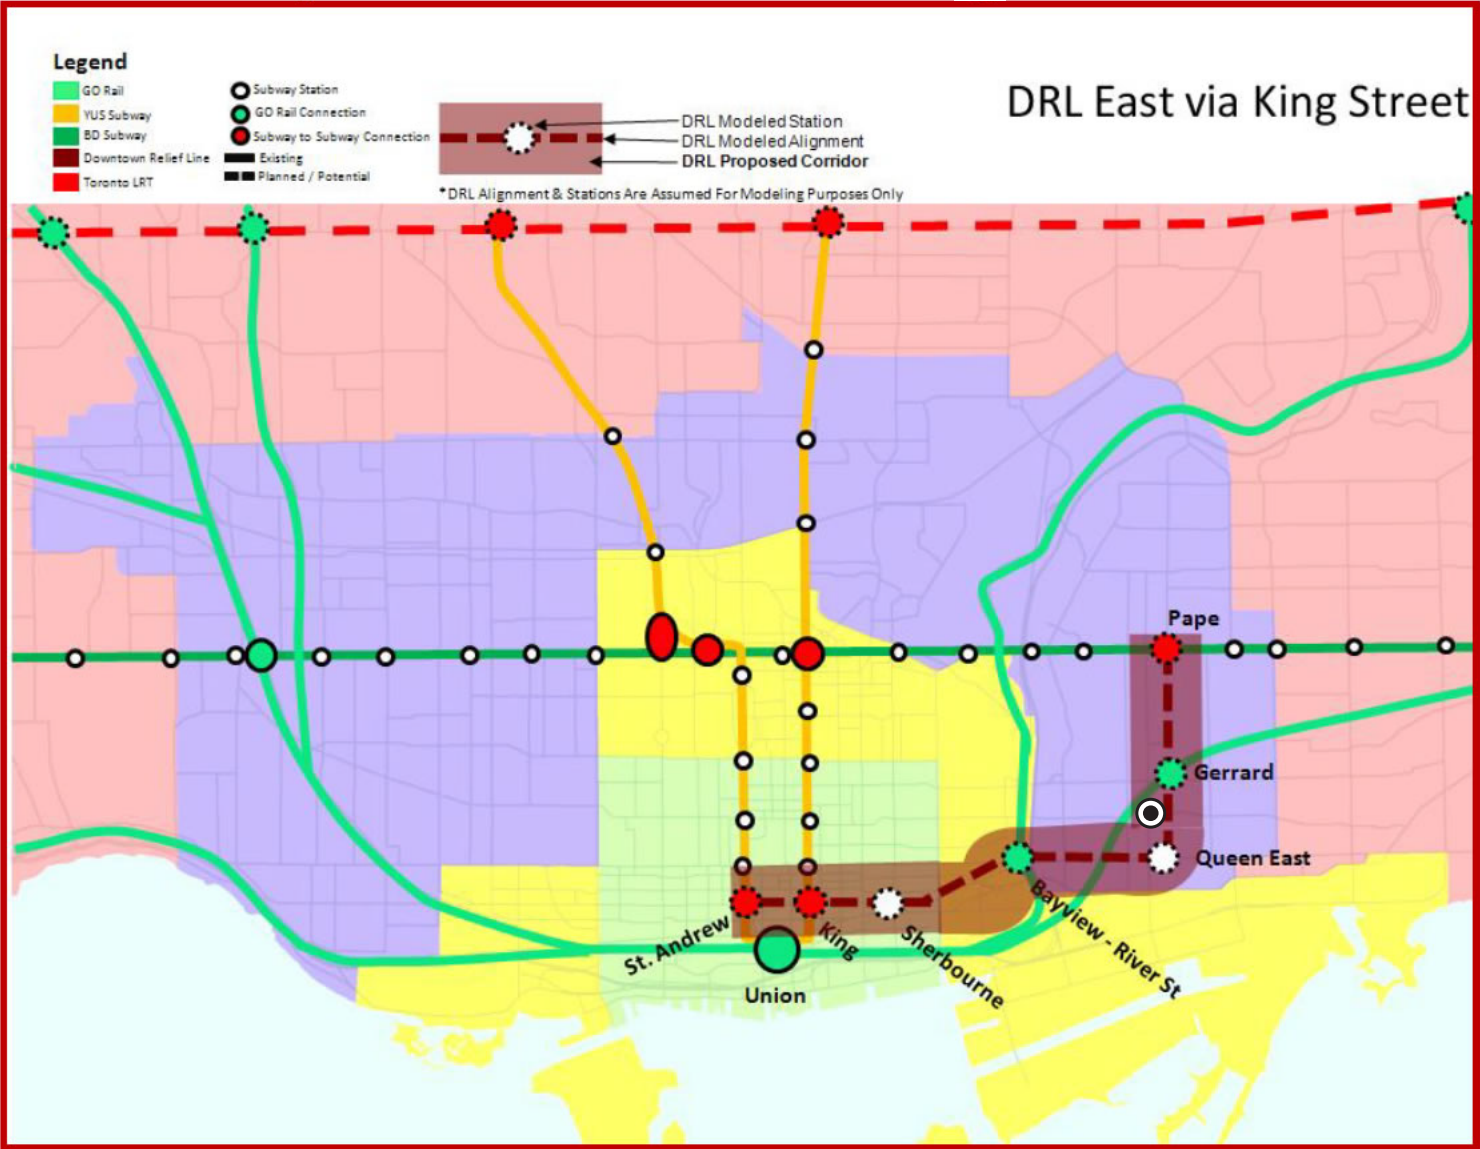 Legend
GO Rail
YUS Subway
BD Subway
Downtown Relief Line
Toronto LRT
Subway Station
GO Rail Connection
Subway to Subway Connection
Existing
Planned / Potential
DRL Modeled Station
DRL Modeled Alignment
DRL Proposed Corridor
*DRL Alignment & Stations Are Assumed For Modeling Purposes Only
DRL East via King Street
Pape
Gerrard
Queen East
Bayview - River St
Sherbourne
King
St. Andrew
Union